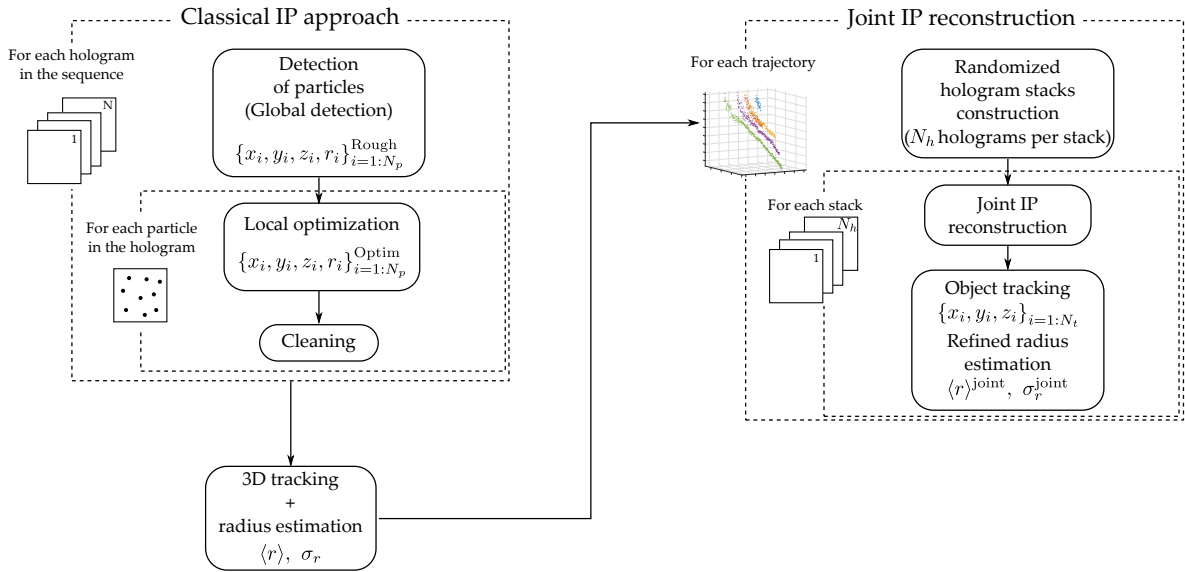 Classical IP approach
For each hologram
in the sequence
N
1
Detection
of particles
(Global detection)
{x_i, y_i, z_i, r_i}^{Rough}_{i=1:N_p}
For each particle
in the hologram
Local optimization
{x_i, y_i, z_i, r_i}^{Optim}_{i=1:N_p}
Cleaning
3D tracking
+
radius estimation
⟨r⟩, σ_r
Joint IP reconstruction
For each trajectory
Randomized
hologram stacks
construction
(N_h holograms per stack)
For each stack
N_h
1
Joint IP
reconstruction
Object tracking
{x_i, y_i, z_i}_{i=1:N_t}
Refined radius
estimation
⟨r⟩^{joint}, σ_r^{joint}